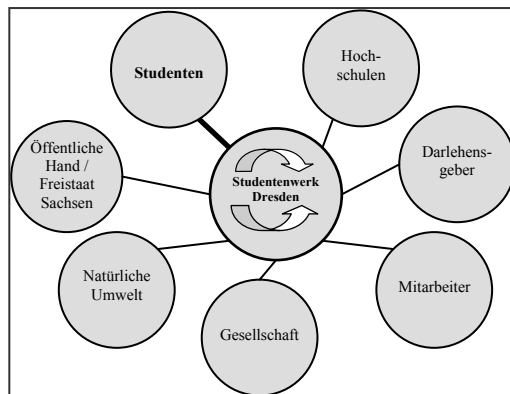 Studenten
Hoch-
schulen
Öffentliche
Hand /
Freistaat
Sachsen
Studentenwerk
Dresden
Darlehens-
geber
Natürliche
Umwelt
Mitarbeiter
Gesellschaft